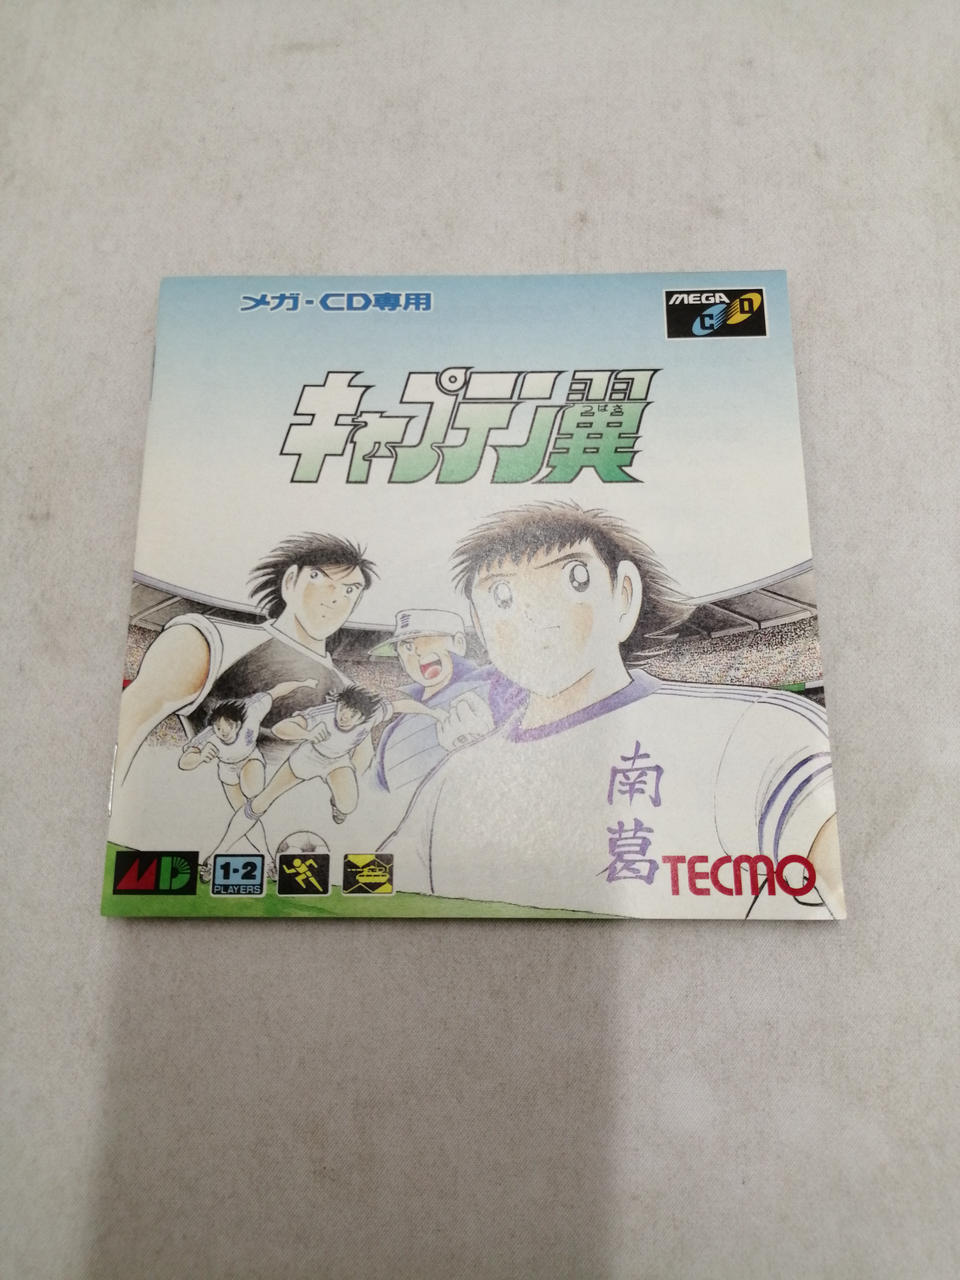 メガ-CD専用
MEGA
CD
キャプテン翼
つばさ
南
葛
MD
1-2
PLAYERS
TECMO